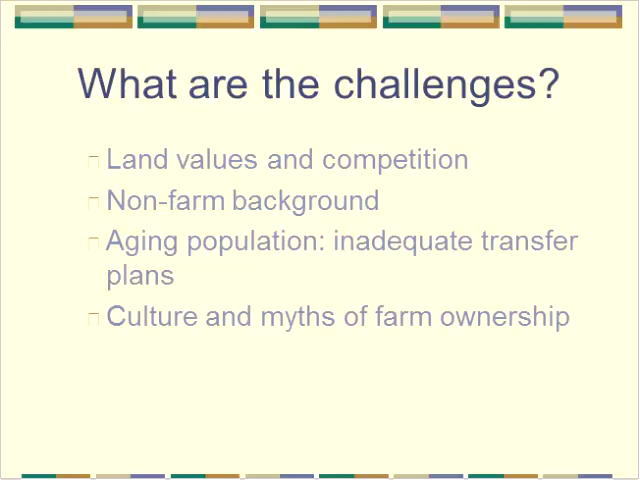 What are the challenges?
Land values and competition
Non-farm background
Aging population: inadequate transfer
plans
Culture and myths of farm ownership